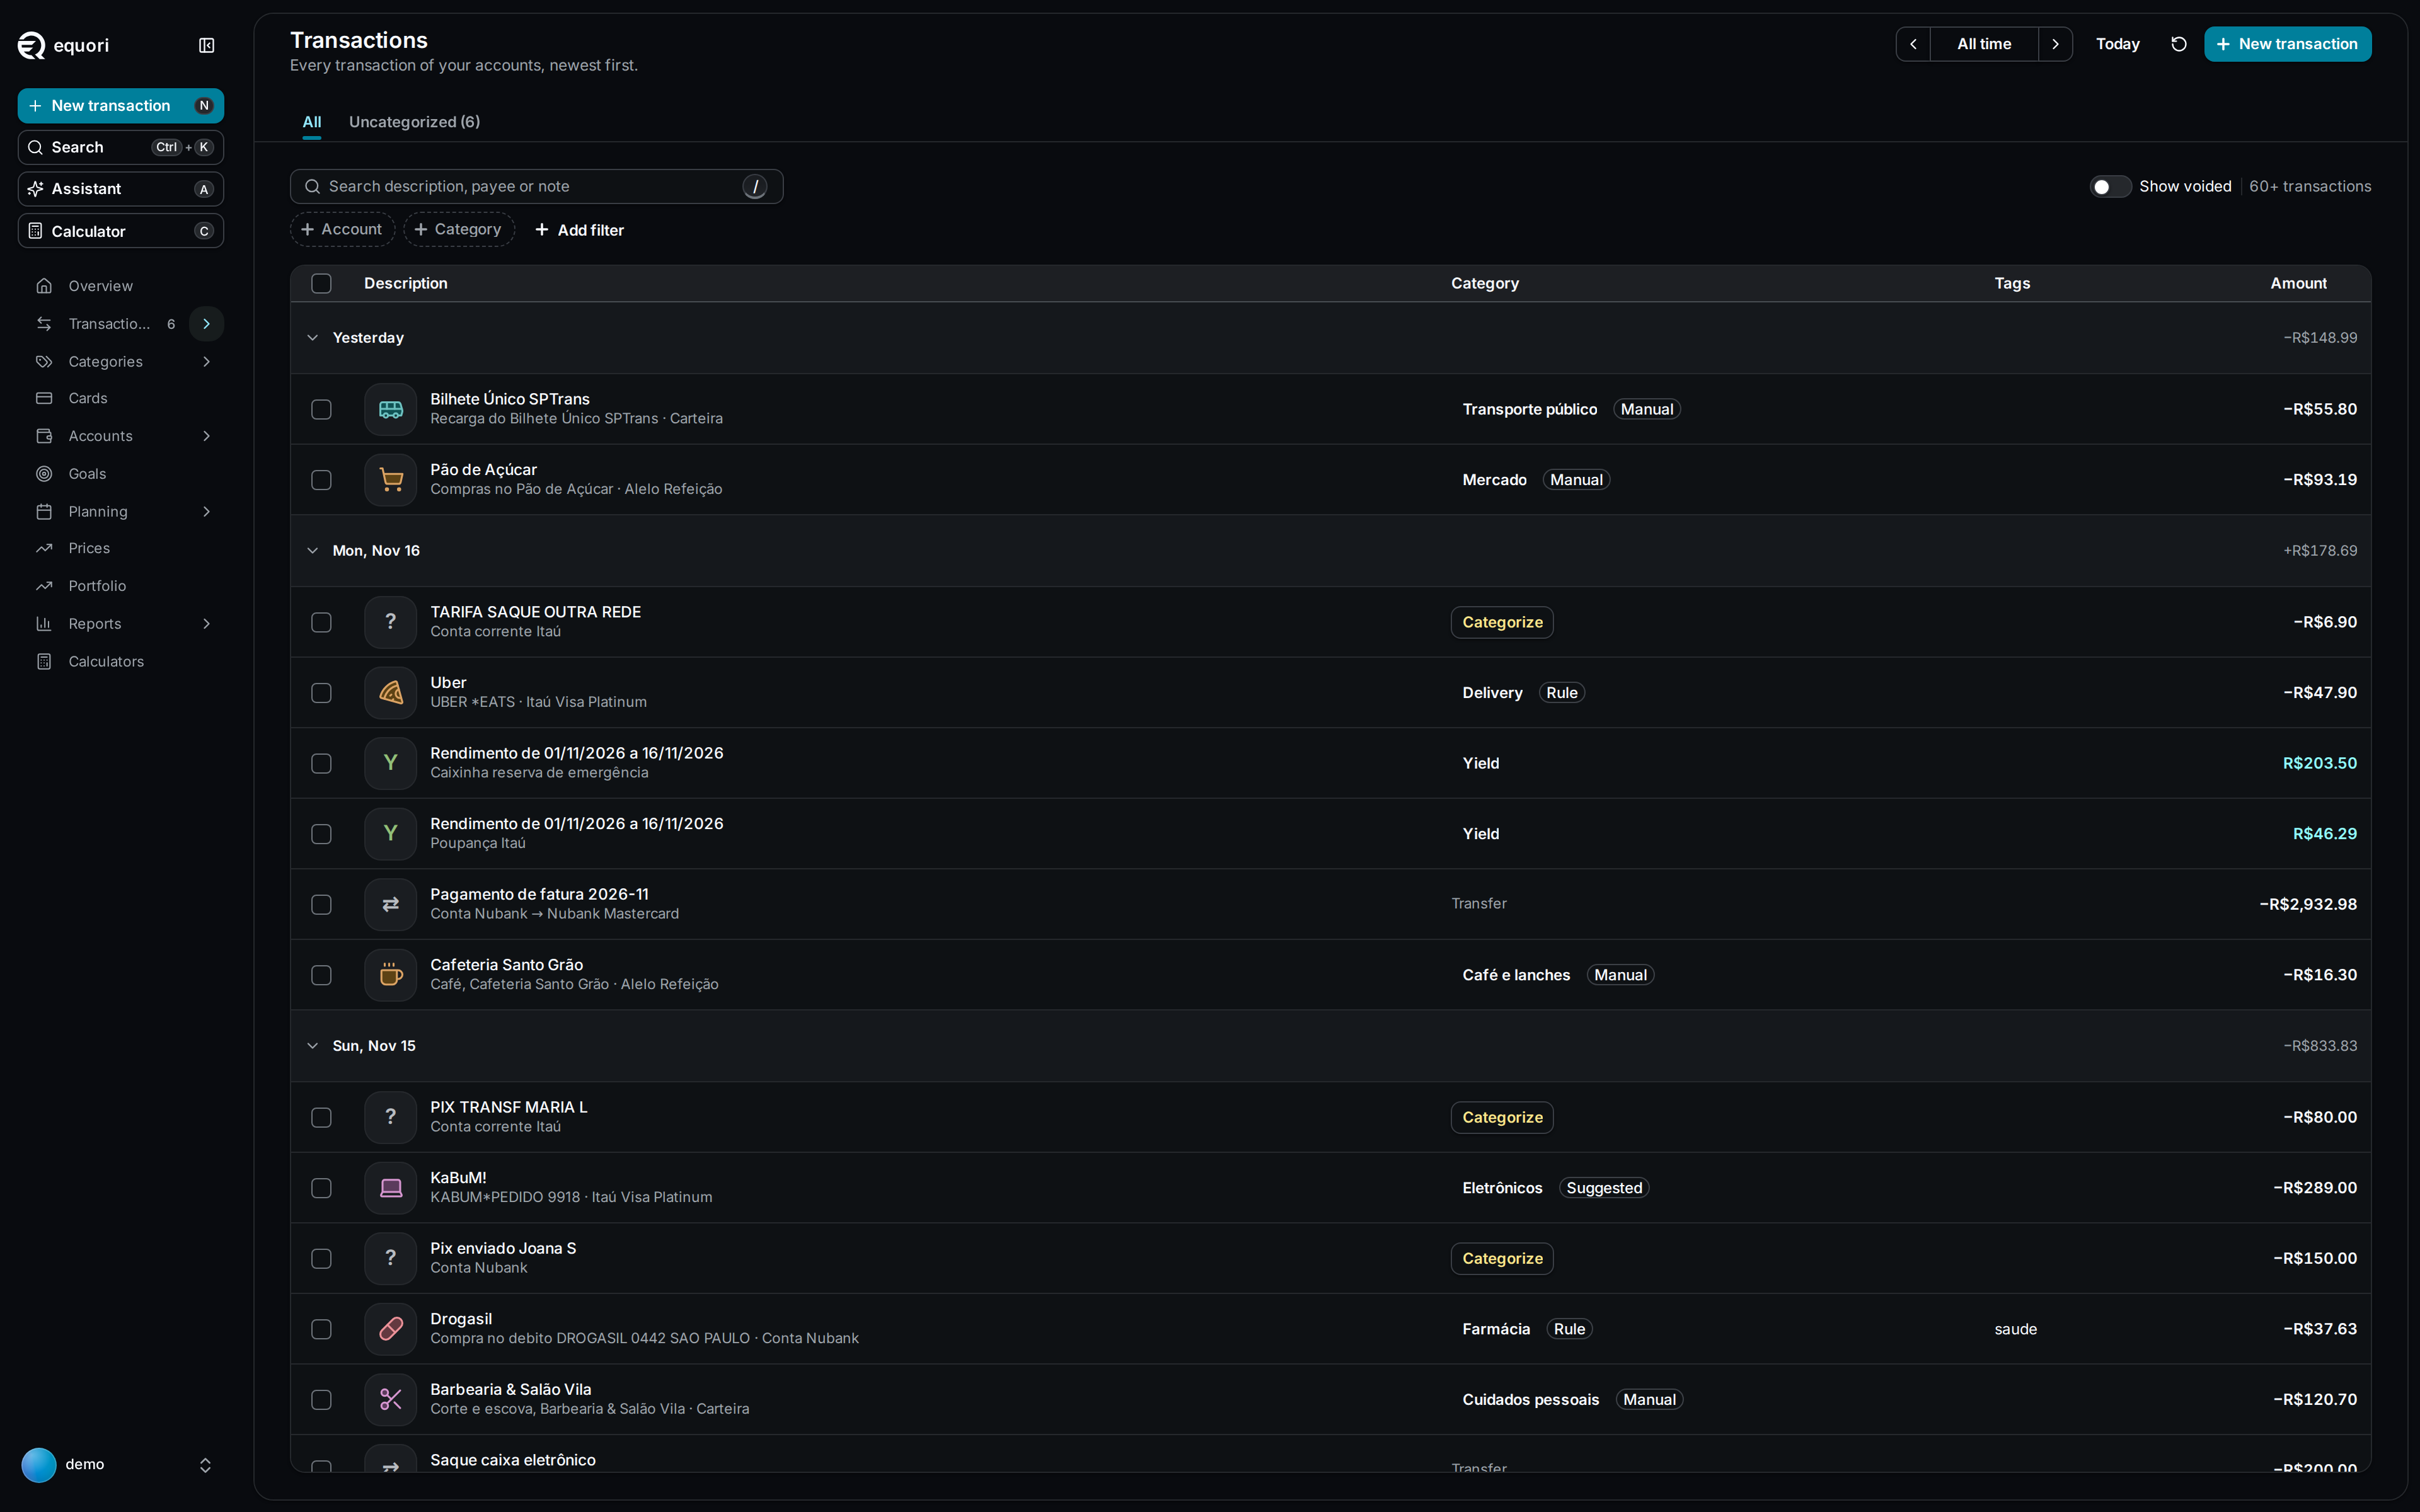 equori
New transaction N
Search Ctrl + K
Assistant A
Calculator C
Overview
Transactio... 6
Categories
Cards
Accounts
Goals
Planning
Prices
Portfolio
Reports
Calculators
demo
Transactions
Every transaction of your accounts, newest first.
All time
Today
New transaction
All
Uncategorized (6)
Search description, payee or note /
Show voided
60+ transactions
Account
Category
Add filter
Description Category Tags Amount
Yesterday −R$148.99
Bilhete Único SPTrans
Recarga do Bilhete Único SPTrans · Carteira
Transporte público Manual −R$55.80
Pão de Açúcar
Compras no Pão de Açúcar · Alelo Refeição
Mercado Manual −R$93.19
Mon, Nov 16 +R$178.69
?
TARIFA SAQUE OUTRA REDE
Conta corrente Itaú
Categorize −R$6.90
Uber
UBER *EATS · Itaú Visa Platinum
Delivery Rule −R$47.90
Y
Rendimento de 01/11/2026 a 16/11/2026
Caixinha reserva de emergência
Yield R$203.50
Y
Rendimento de 01/11/2026 a 16/11/2026
Poupança Itaú
Yield R$46.29
Pagamento de fatura 2026-11
Conta Nubank → Nubank Mastercard
Transfer −R$2,932.98
Cafeteria Santo Grão
Café, Cafeteria Santo Grão · Alelo Refeição
Café e lanches Manual −R$16.30
Sun, Nov 15 −R$833.83
?
PIX TRANSF MARIA L
Conta corrente Itaú
Categorize −R$80.00
KaBuM!
KABUM*PEDIDO 9918 · Itaú Visa Platinum
Eletrônicos Suggested −R$289.00
?
Pix enviado Joana S
Conta Nubank
Categorize −R$150.00
Drogasil
Compra no debito DROGASIL 0442 SAO PAULO · Conta Nubank
Farmácia Rule saude −R$37.63
Barbearia & Salão Vila
Corte e escova, Barbearia & Salão Vila · Carteira
Cuidados pessoais Manual −R$120.70
Saque caixa eletrônico
Transfer −R$200.00